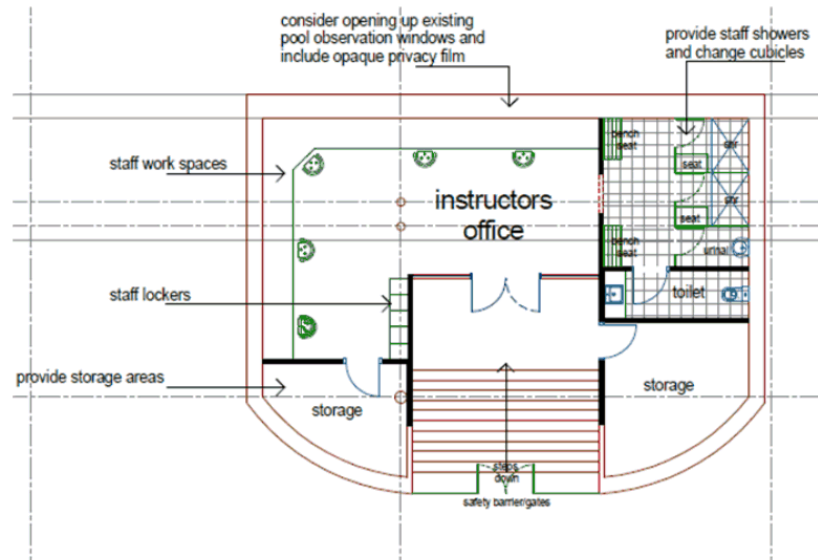 consider opening up existing
pool observation windows and
include opaque privacy film
provide staff showers
and change cubicles
staff work spaces
instructors
office
bench
seat
shr
seat
shr
seat
bench
seat
urinal
toilet
staff lockers
provide storage areas
storage
storage
steps
down
safety barrier/gates